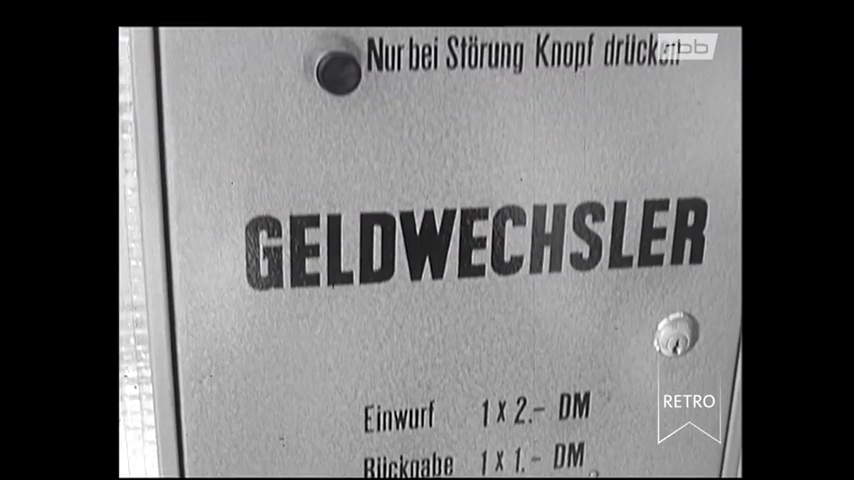 rbb
Nur bei Störung Knopf drücken
GELDWECHSLER
Einwurf 1 X 2.- DM
RETRO
Rückgabe 1 X 1.- DM